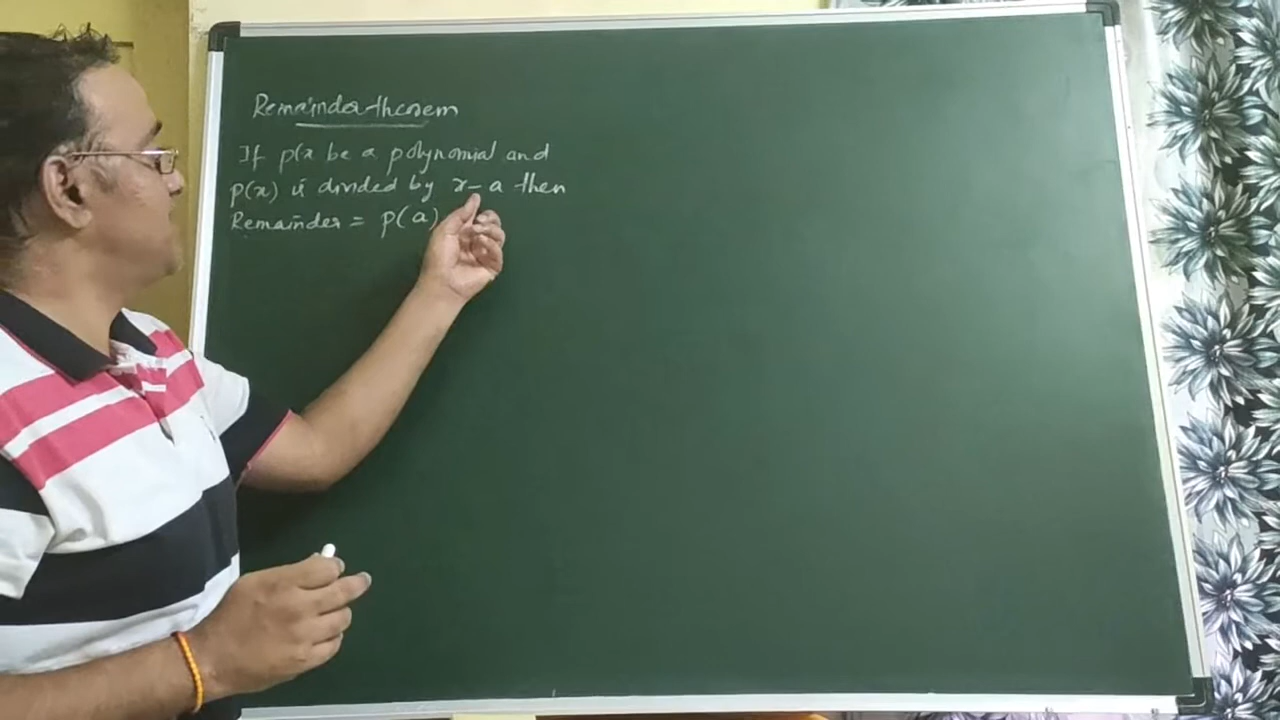 Remainder theorem
If p(x be a polynomial and
p(x) is divided by x-a then
Remainder = p(a)